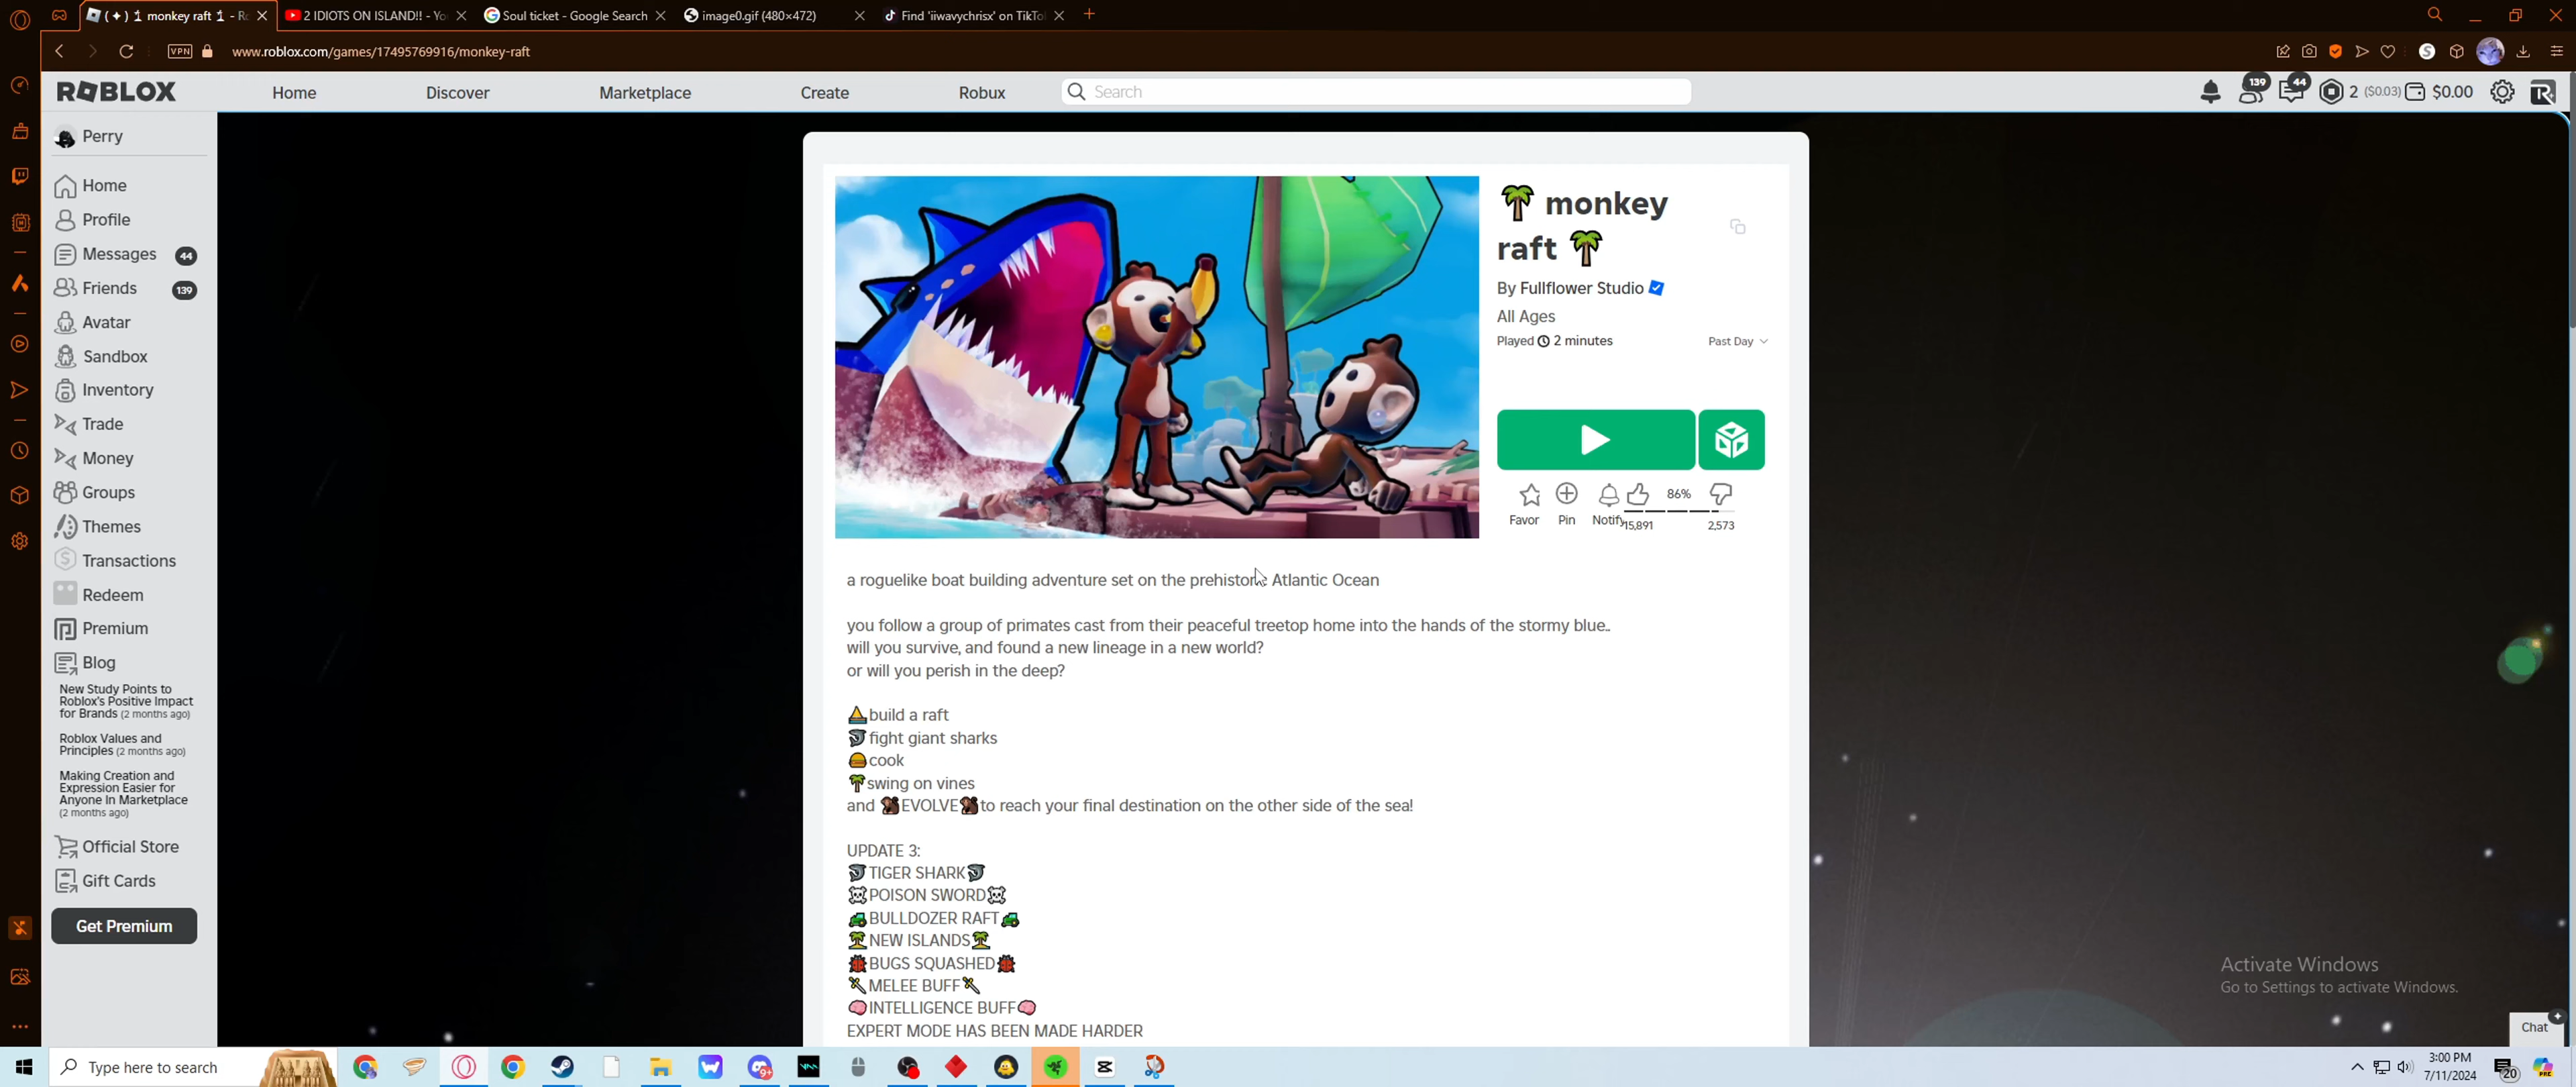 ( ✦ ) 🏝 monkey raft 🏝 - Ro
2 IDIOTS ON ISLAND!! - Yo
Soul ticket - Google Search
image0.gif (480×472)
Find 'iiwavychrisx' on TikTo
VPN
www.roblox.com/games/17495769916/monkey-raft
ROBLOX
Home
Discover
Marketplace
Create
Robux
Search
139
44
2 ($0.03)
$0.00
Perry
Home
Profile
Messages 44
Friends 139
Avatar
Sandbox
Inventory
Trade
Money
Groups
Themes
Transactions
Redeem
Premium
Blog
New Study Points to
Roblox's Positive Impact
for Brands (2 months ago)
Roblox Values and
Principles (2 months ago)
Making Creation and
Expression Easier for
Anyone In Marketplace
(2 months ago)
Official Store
Gift Cards
Get Premium
🌴 monkey
raft 🌴
By Fullflower Studio
All Ages
Played 2 minutes
Past Day
Favor
Pin
Notify
86%
15,891
2,573
a roguelike boat building adventure set on the prehistoric Atlantic Ocean
you follow a group of primates cast from their peaceful treetop home into the hands of the stormy blue..
will you survive, and found a new lineage in a new world?
or will you perish in the deep?
build a raft
🦈fight giant sharks
🍔cook
🌴swing on vines
and 🦍EVOLVE🦍to reach your final destination on the other side of the sea!
UPDATE 3:
🦈TIGER SHARK🦈
☠POISON SWORD☠
🚜BULLDOZER RAFT🚜
🏝NEW ISLANDS🏝
🐞BUGS SQUASHED🐞
🗡MELEE BUFF🗡
🧠INTELLIGENCE BUFF🧠
EXPERT MODE HAS BEEN MADE HARDER
Activate Windows
Go to Settings to activate Windows.
Chat
Type here to search
9+
3:00 PM
7/11/2024
20
PRE